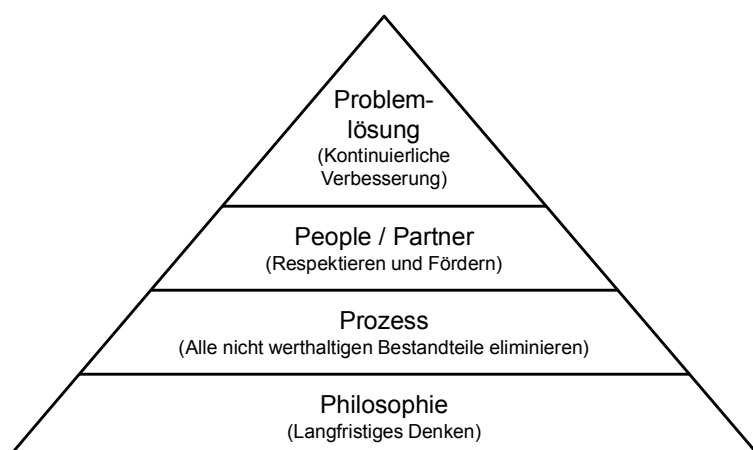 Problem-
lösung
(Kontinuierliche
Verbesserung)
People / Partner
(Respektieren und Fördern)
Prozess
(Alle nicht werthaltigen Bestandteile eliminieren)
Philosophie
(Langfristiges Denken)